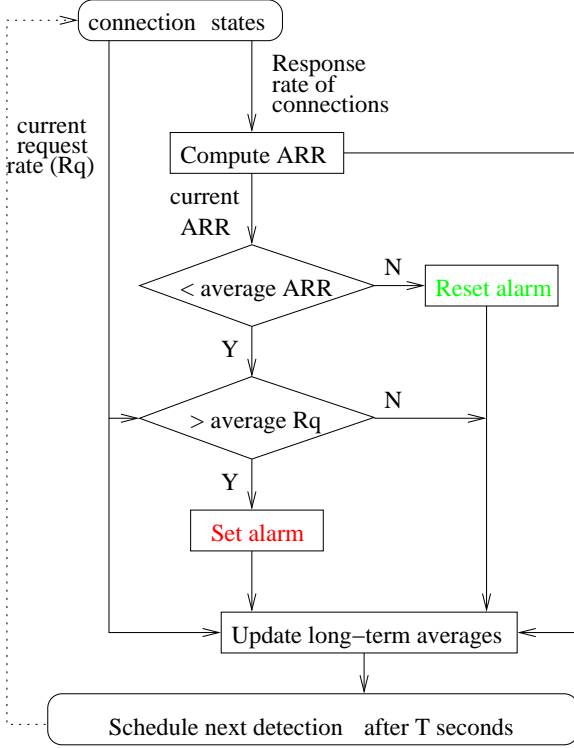 connection states
Response
rate of
connections
current
request
rate (Rq)
Compute ARR
current
ARR
< average ARR
N
Reset alarm
Y
> average Rq
N
Y
Set alarm
Update long−term averages
Schedule next detection after T seconds